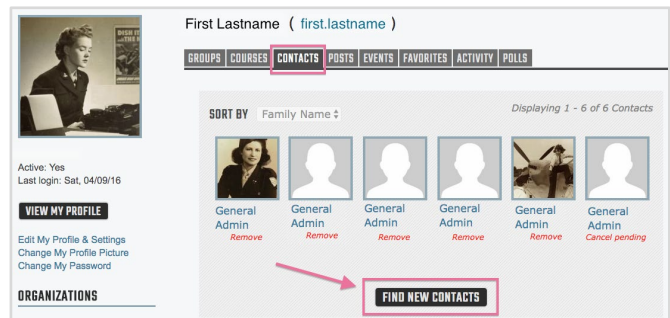 First Lastname ( first.lastname )
GROUPS COURSES CONTACTS POSTS EVENTS FAVORITES ACTIVITY POLLS
SORT BY Family Name
Displaying 1 - 6 of 6 Contacts
General Admin
Remove
General Admin
Remove
General Admin
Remove
General Admin
Remove
General Admin
Remove
General Admin
Cancel pending
FIND NEW CONTACTS
DISH IT
Active: Yes
Last login: Sat, 04/09/16
VIEW MY PROFILE
Edit My Profile & Settings
Change My Profile Picture
Change My Password
ORGANIZATIONS